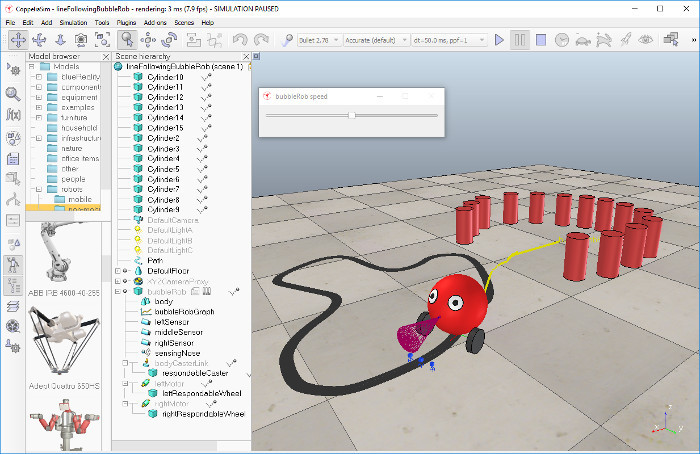 CoppeliaSim - lineFollowingBubbleRob - rendering: 3 ms (7.9 fps) - SIMULATION PAUSED
File Edit Add Simulation Tools Plugins Add-ons Scenes Help
Bullet 2.78 Accurate (default) dt=50.0 ms, ppf=1
Model browser
Models
components
equipment
examples
furniture
household
infrastructure
nature
office items
other
people
robots
mobile
ABB IRB 4600-40-255
Adept Quattro 650HS
Scene hierarchy
lineFollowingBubbleRob (scene 1)
Cylinder10
Cylinder11
Cylinder12
Cylinder13
Cylinder14
Cylinder15
Cylinder2
Cylinder3
Cylinder4
Cylinder5
Cylinder6
Cylinder7
Cylinder8
Cylinder9
DefaultCamera
DefaultLightA
DefaultLightB
DefaultLightC
Path
DefaultFloor
XYZCameraProxy
bubbleRob
body
bubbleRobGraph
leftSensor
middleSensor
rightSensor
sensingNose
bodyCasterLink
respondableCaster
leftMotor
leftRespondableWheel
rightMotor
rightRespondableWheel
bubbleRob speed
z
x
y